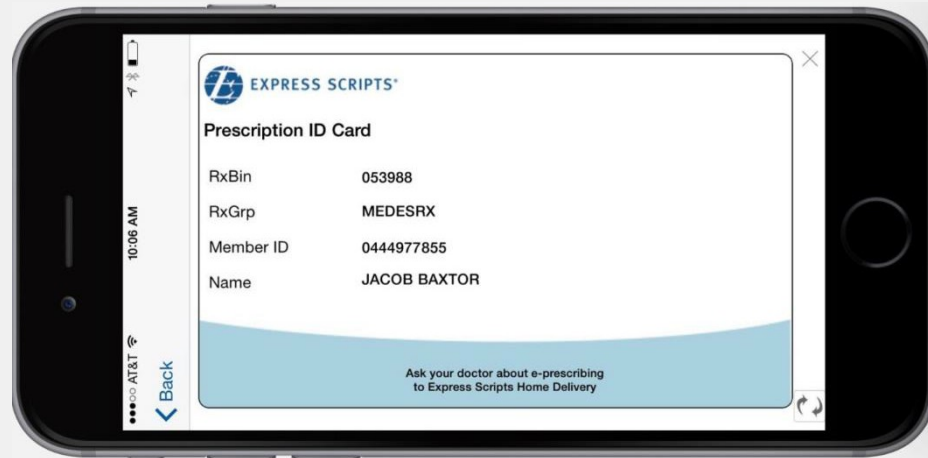 ●●●○○ AT&T 10:06 AM
Back
EXPRESS SCRIPTS®
Prescription ID Card
RxBin 053988
RxGrp MEDESRX
Member ID 0444977855
Name JACOB BAXTOR
Ask your doctor about e-prescribing
to Express Scripts Home Delivery